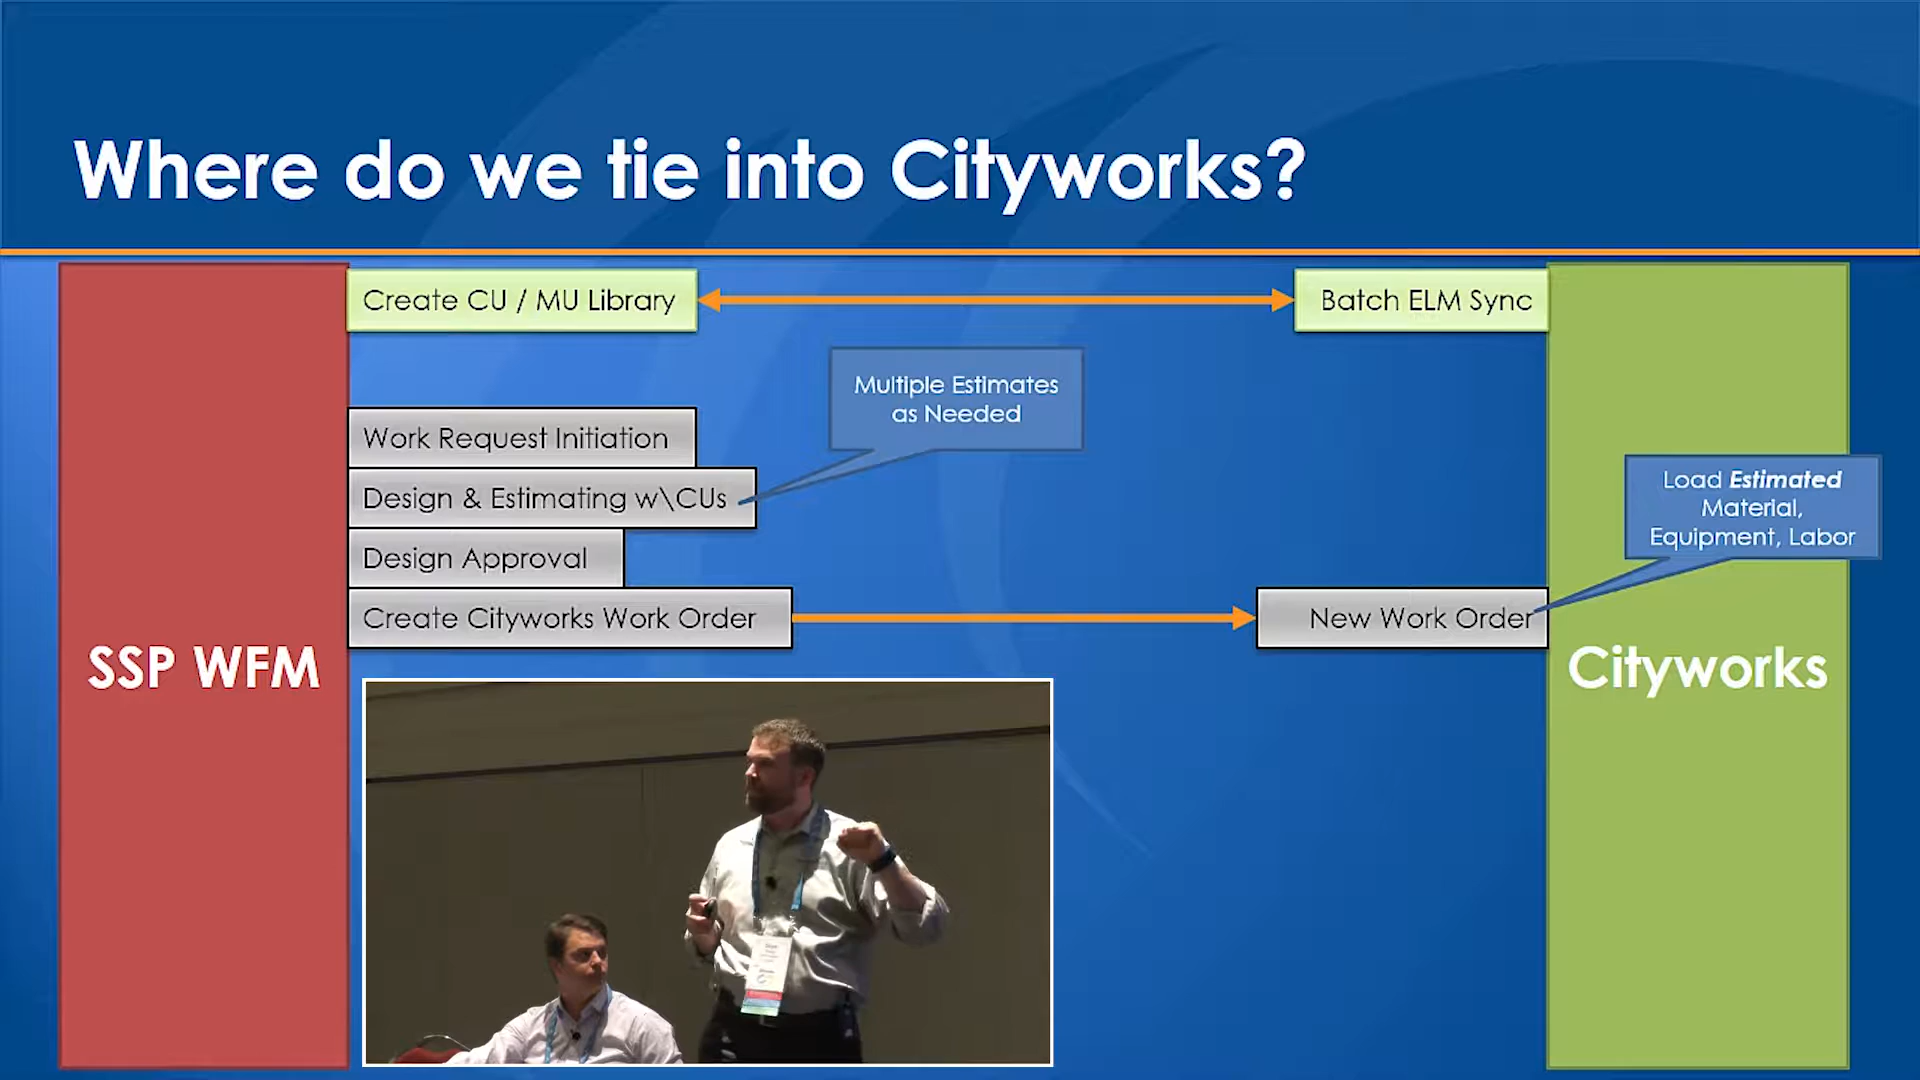 Where do we tie into Cityworks?
Create CU / MU Library
Batch ELM Sync
Multiple Estimates
as Needed
Work Request Initiation
Design & Estimating w\CUs
Design Approval
Create Cityworks Work Order
Load Estimated
Material,
Equipment, Labor
New Work Order
SSP WFM
Cityworks